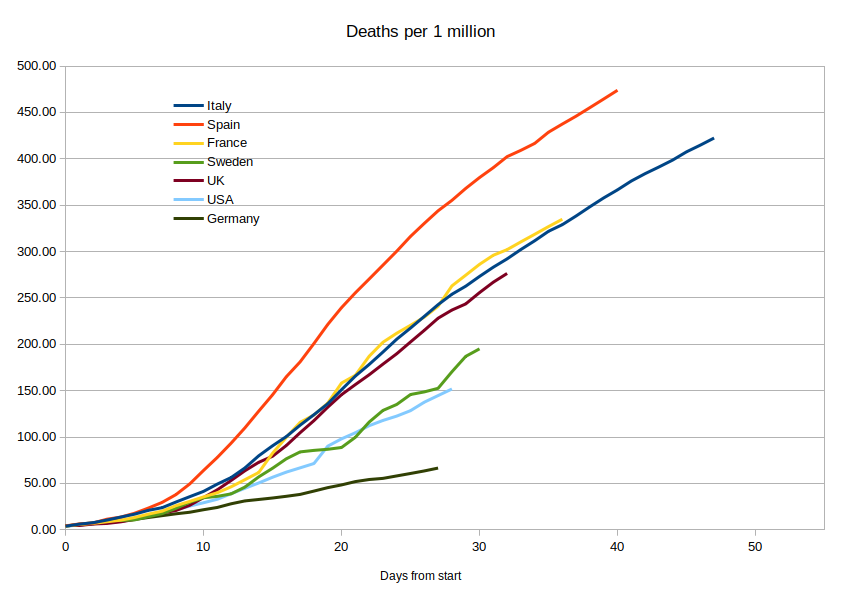 Deaths per 1 million
500.00
450.00
400.00
350.00
300.00
250.00
200.00
150.00
100.00
50.00
0.00
Italy
Spain
France
Sweden
UK
USA
Germany
0 10 20 30 40 50
Days from start